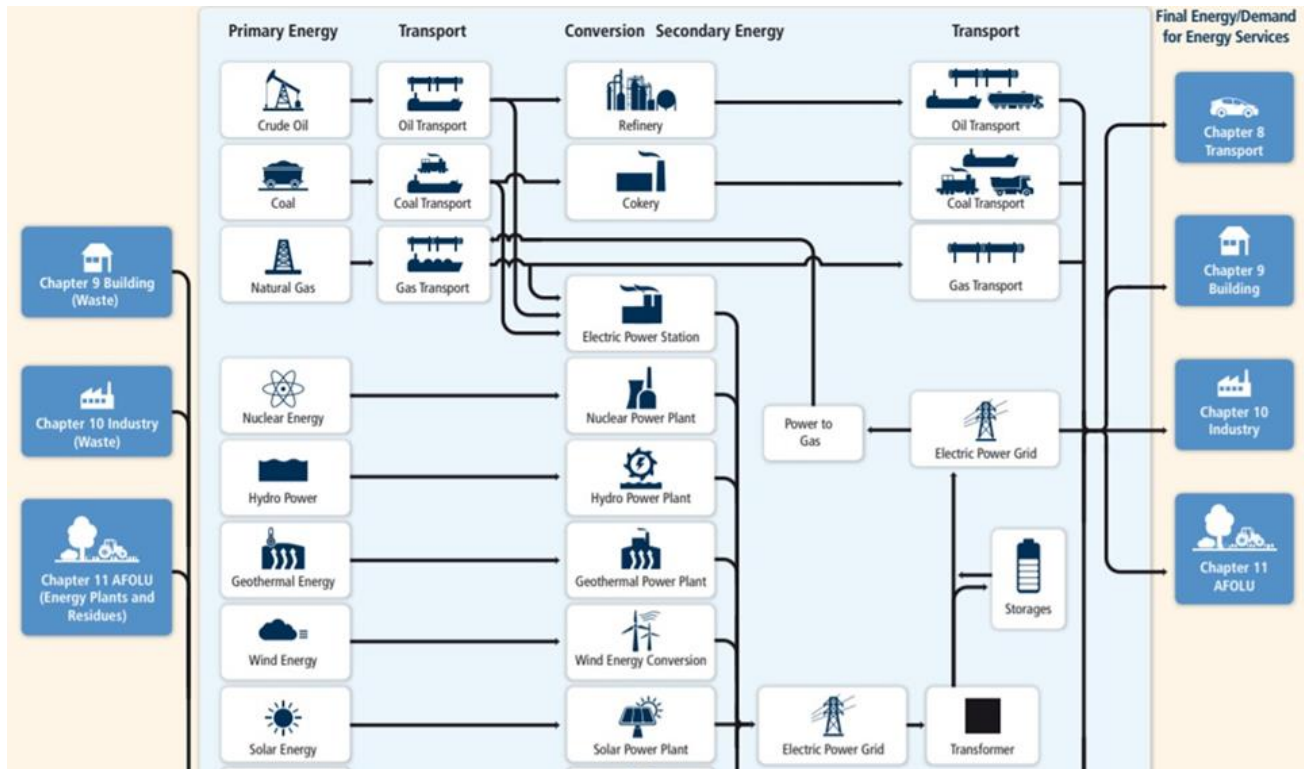 Primary Energy
Transport
Conversion Secondary Energy
Transport
Final Energy/Demand
for Energy Services
Crude Oil
Oil Transport
Refinery
Oil Transport
Chapter 8
Transport
Coal
Coal Transport
Cokery
Coal Transport
Chapter 9 Building
(Waste)
Natural Gas
Gas Transport
Gas Transport
Chapter 9
Building
Electric Power Station
Chapter 10 Industry
(Waste)
Nuclear Energy
Nuclear Power Plant
Power to
Gas
Electric Power Grid
Chapter 10
Industry
Hydro Power
Hydro Power Plant
Chapter 11 AFOLU
(Energy Plants and
Residues)
Geothermal Energy
Geothermal Power Plant
Storages
Chapter 11
AFOLU
Wind Energy
Wind Energy Conversion
Solar Energy
Solar Power Plant
Electric Power Grid
Transformer